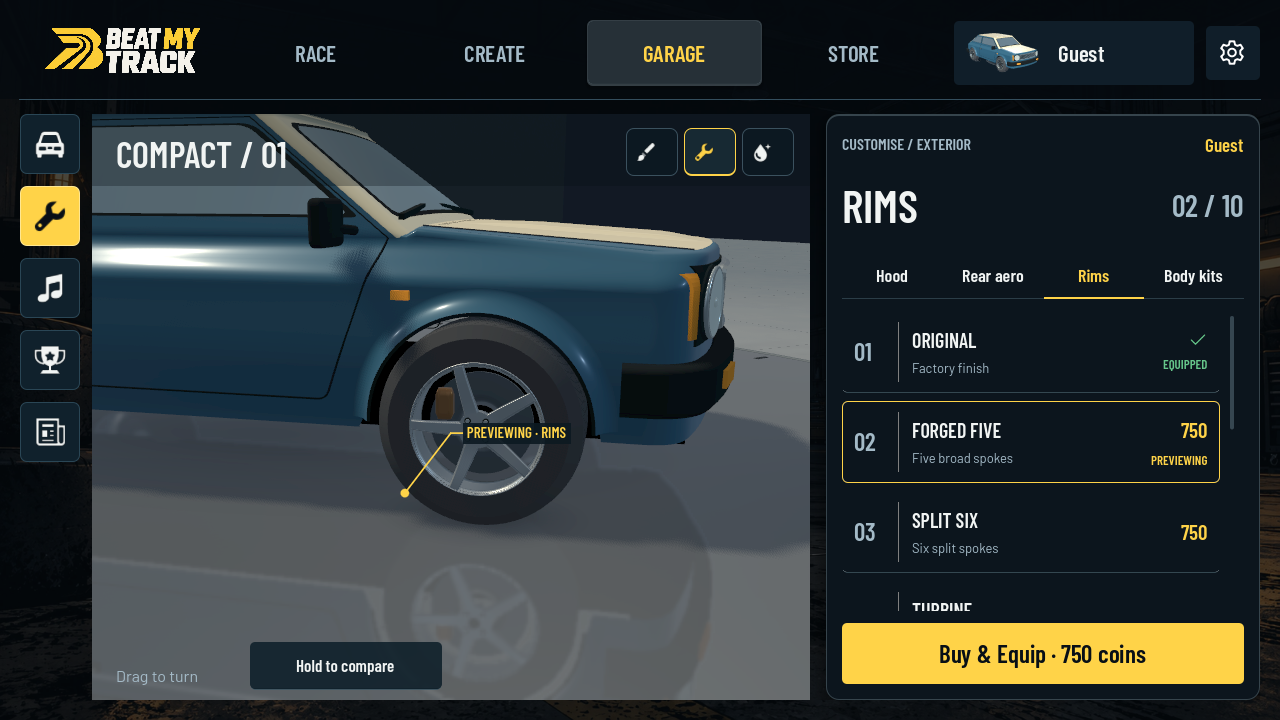 BEAT MY
TRACK
RACE
CREATE
GARAGE
STORE
Guest
COMPACT / 01
PREVIEWING · RIMS
Drag to turn
Hold to compare
CUSTOMISE / EXTERIOR
Guest
RIMS
02 / 10
Hood
Rear aero
Rims
Body kits
01
ORIGINAL
Factory finish
EQUIPPED
02
FORGED FIVE
Five broad spokes
750
PREVIEWING
03
SPLIT SIX
Six split spokes
750
TURBINE
Buy & Equip · 750 coins